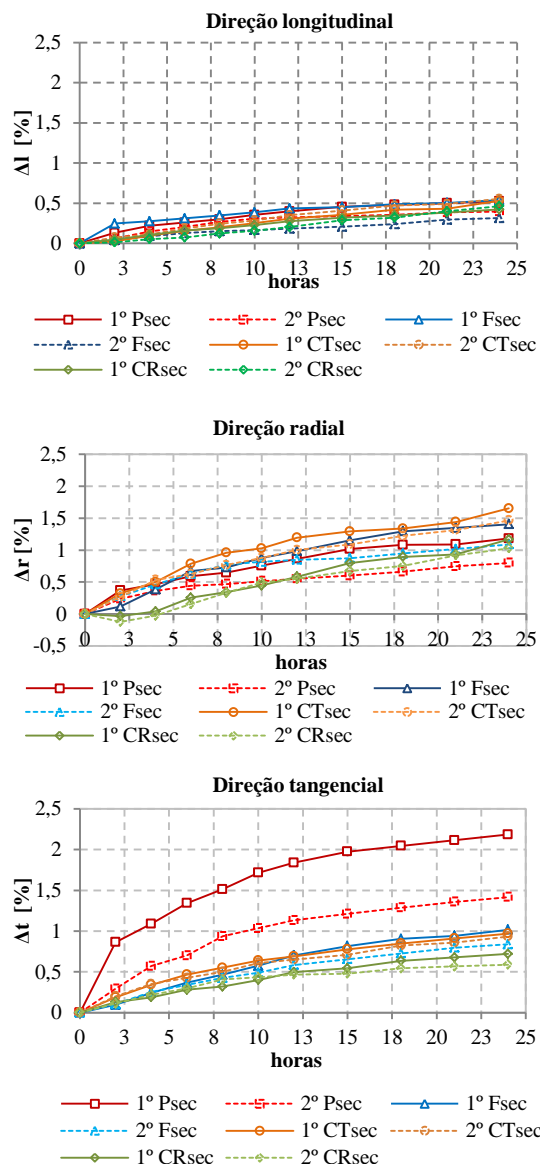 Direção longitudinal
2,5
2
1,5
1
0,5
0
Δl [%]
0 3 5 8 10 13 15 18 20 23 25
horas
1º Psec 2º Psec 1º Fsec
2º Fsec 1º CTsec 2º CTsec
1º CRsec 2º CRsec
Direção radial
2,5
2
1,5
1
0,5
0
-0,5
Δr [%]
0 3 5 8 10 13 15 18 20 23 25
horas
1º Psec 2º Psec 1º Fsec
2º Fsec 1º CTsec 2º CTsec
1º CRsec 2º CRsec
Direção tangencial
2,5
2
1,5
1
0,5
0
Δt [%]
0 3 5 8 10 13 15 18 20 23 25
horas
1º Psec 2º Psec 1º Fsec
2º Fsec 1º CTsec 2º CTsec
1º CRsec 2º CRsec